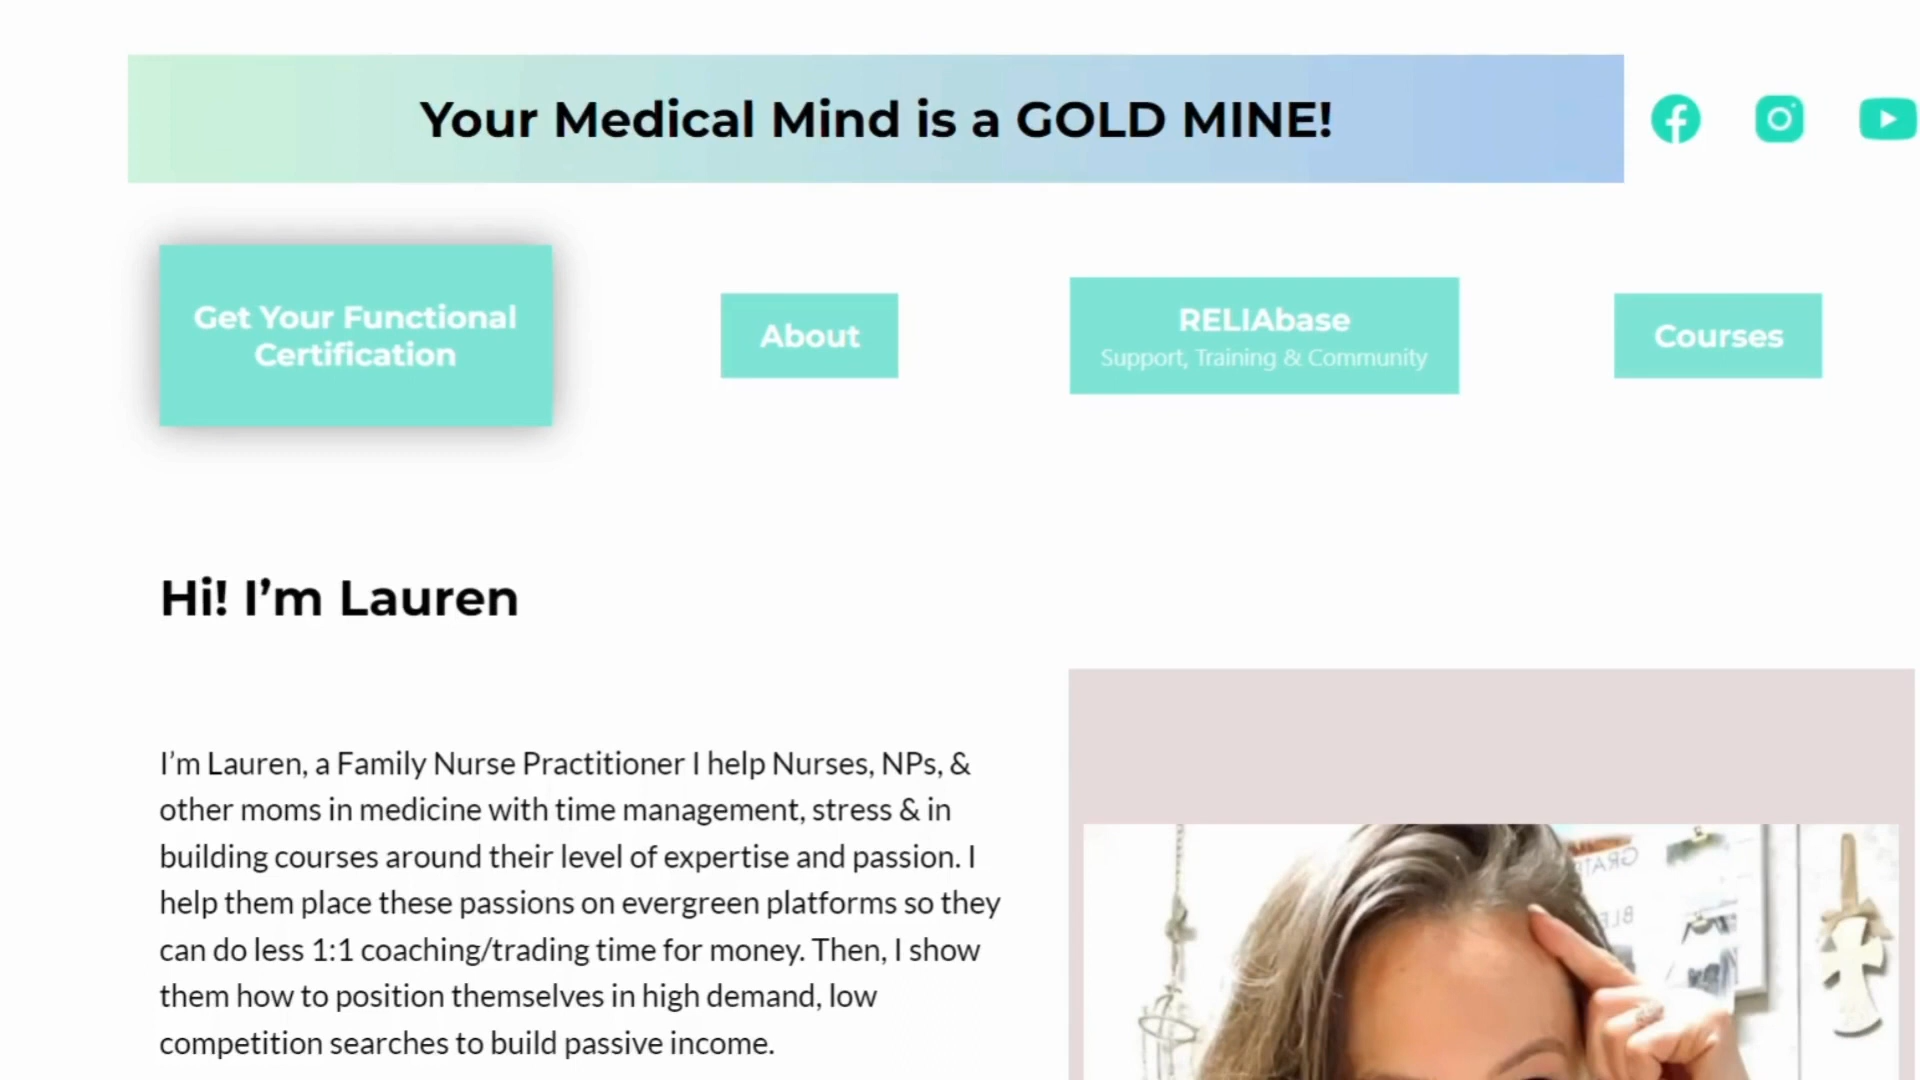 Your Medical Mind is a GOLD MINE!
Get Your Functional
Certification
About
RELIAbase
Support, Training & Community
Courses
Hi! I’m Lauren
I’m Lauren, a Family Nurse Practitioner I help Nurses, NPs, &
other moms in medicine with time management, stress & in
building courses around their level of expertise and passion. I
help them place these passions on evergreen platforms so they
can do less 1:1 coaching/trading time for money. Then, I show
them how to position themselves in high demand, low
competition searches to build passive income.